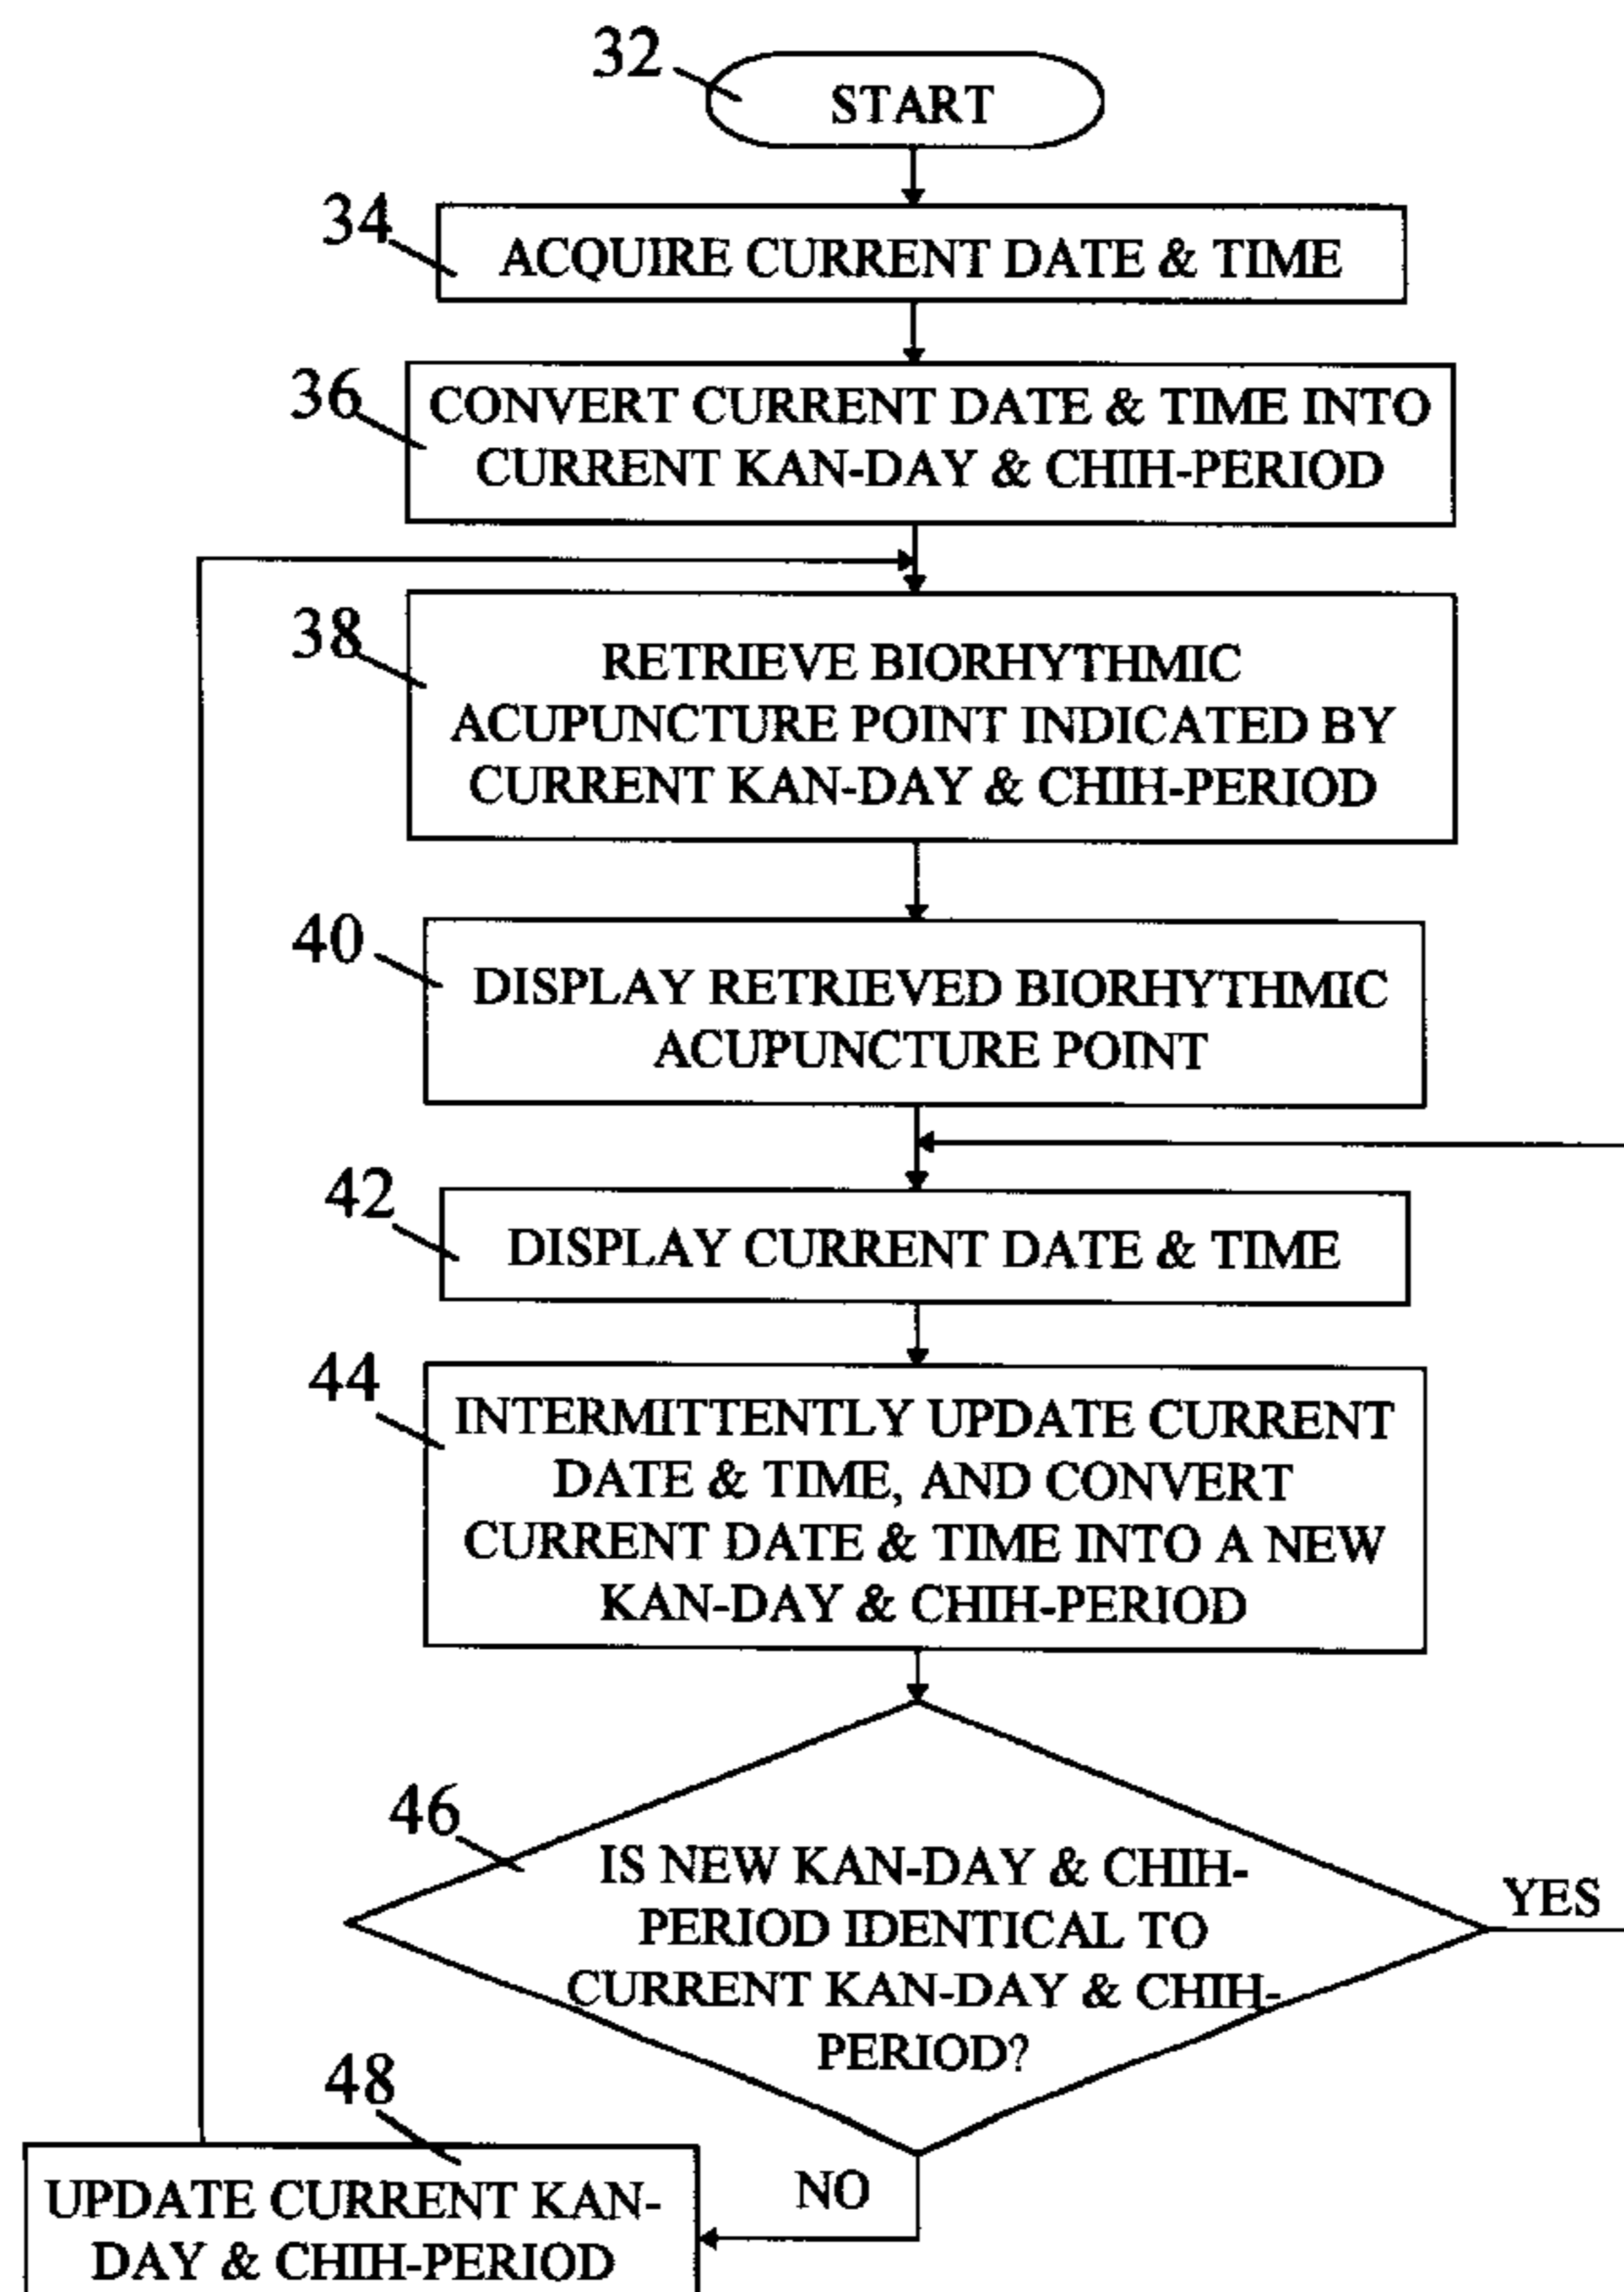 32
START
34
ACQUIRE CURRENT DATE & TIME
36
CONVERT CURRENT DATE & TIME INTO
CURRENT KAN-DAY & CHIH-PERIOD
38
RETRIEVE BIORHYTHMIC
ACUPUNCTURE POINT INDICATED BY
CURRENT KAN-DAY & CHIH-PERIOD
40
DISPLAY RETRIEVED BIORHYTHMIC
ACUPUNCTURE POINT
42
DISPLAY CURRENT DATE & TIME
44
INTERMITTENTLY UPDATE CURRENT
DATE & TIME, AND CONVERT
CURRENT DATE & TIME INTO A NEW
KAN-DAY & CHIH-PERIOD
46
IS NEW KAN-DAY & CHIH-
PERIOD IDENTICAL TO
CURRENT KAN-DAY & CHIH-
PERIOD?
YES
48
NO
UPDATE CURRENT KAN-
DAY & CHIH-PERIOD